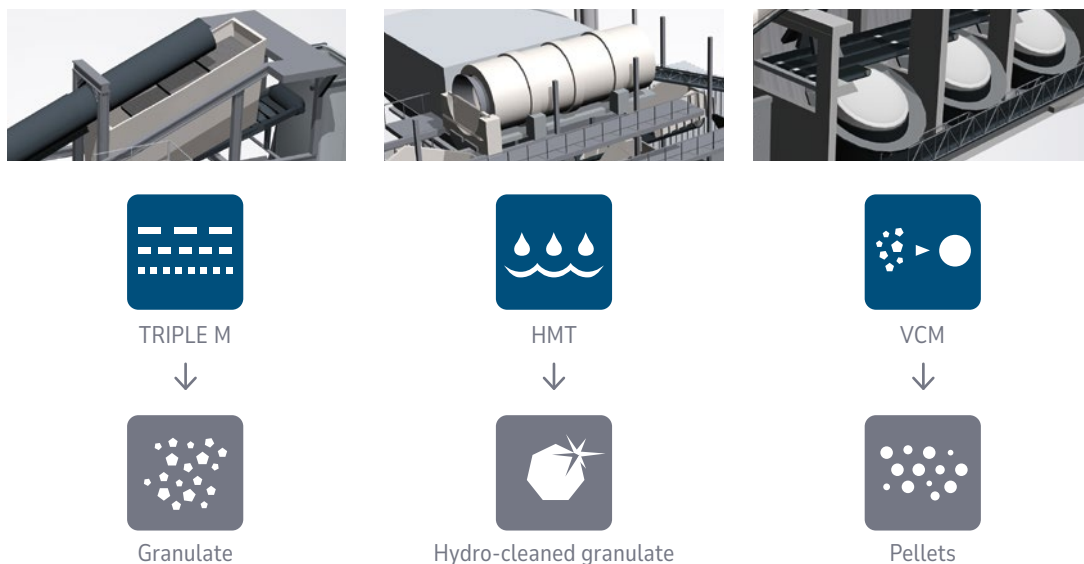 TRIPLE M
HMT
VCM
Granulate
Hydro-cleaned granulate
Pellets